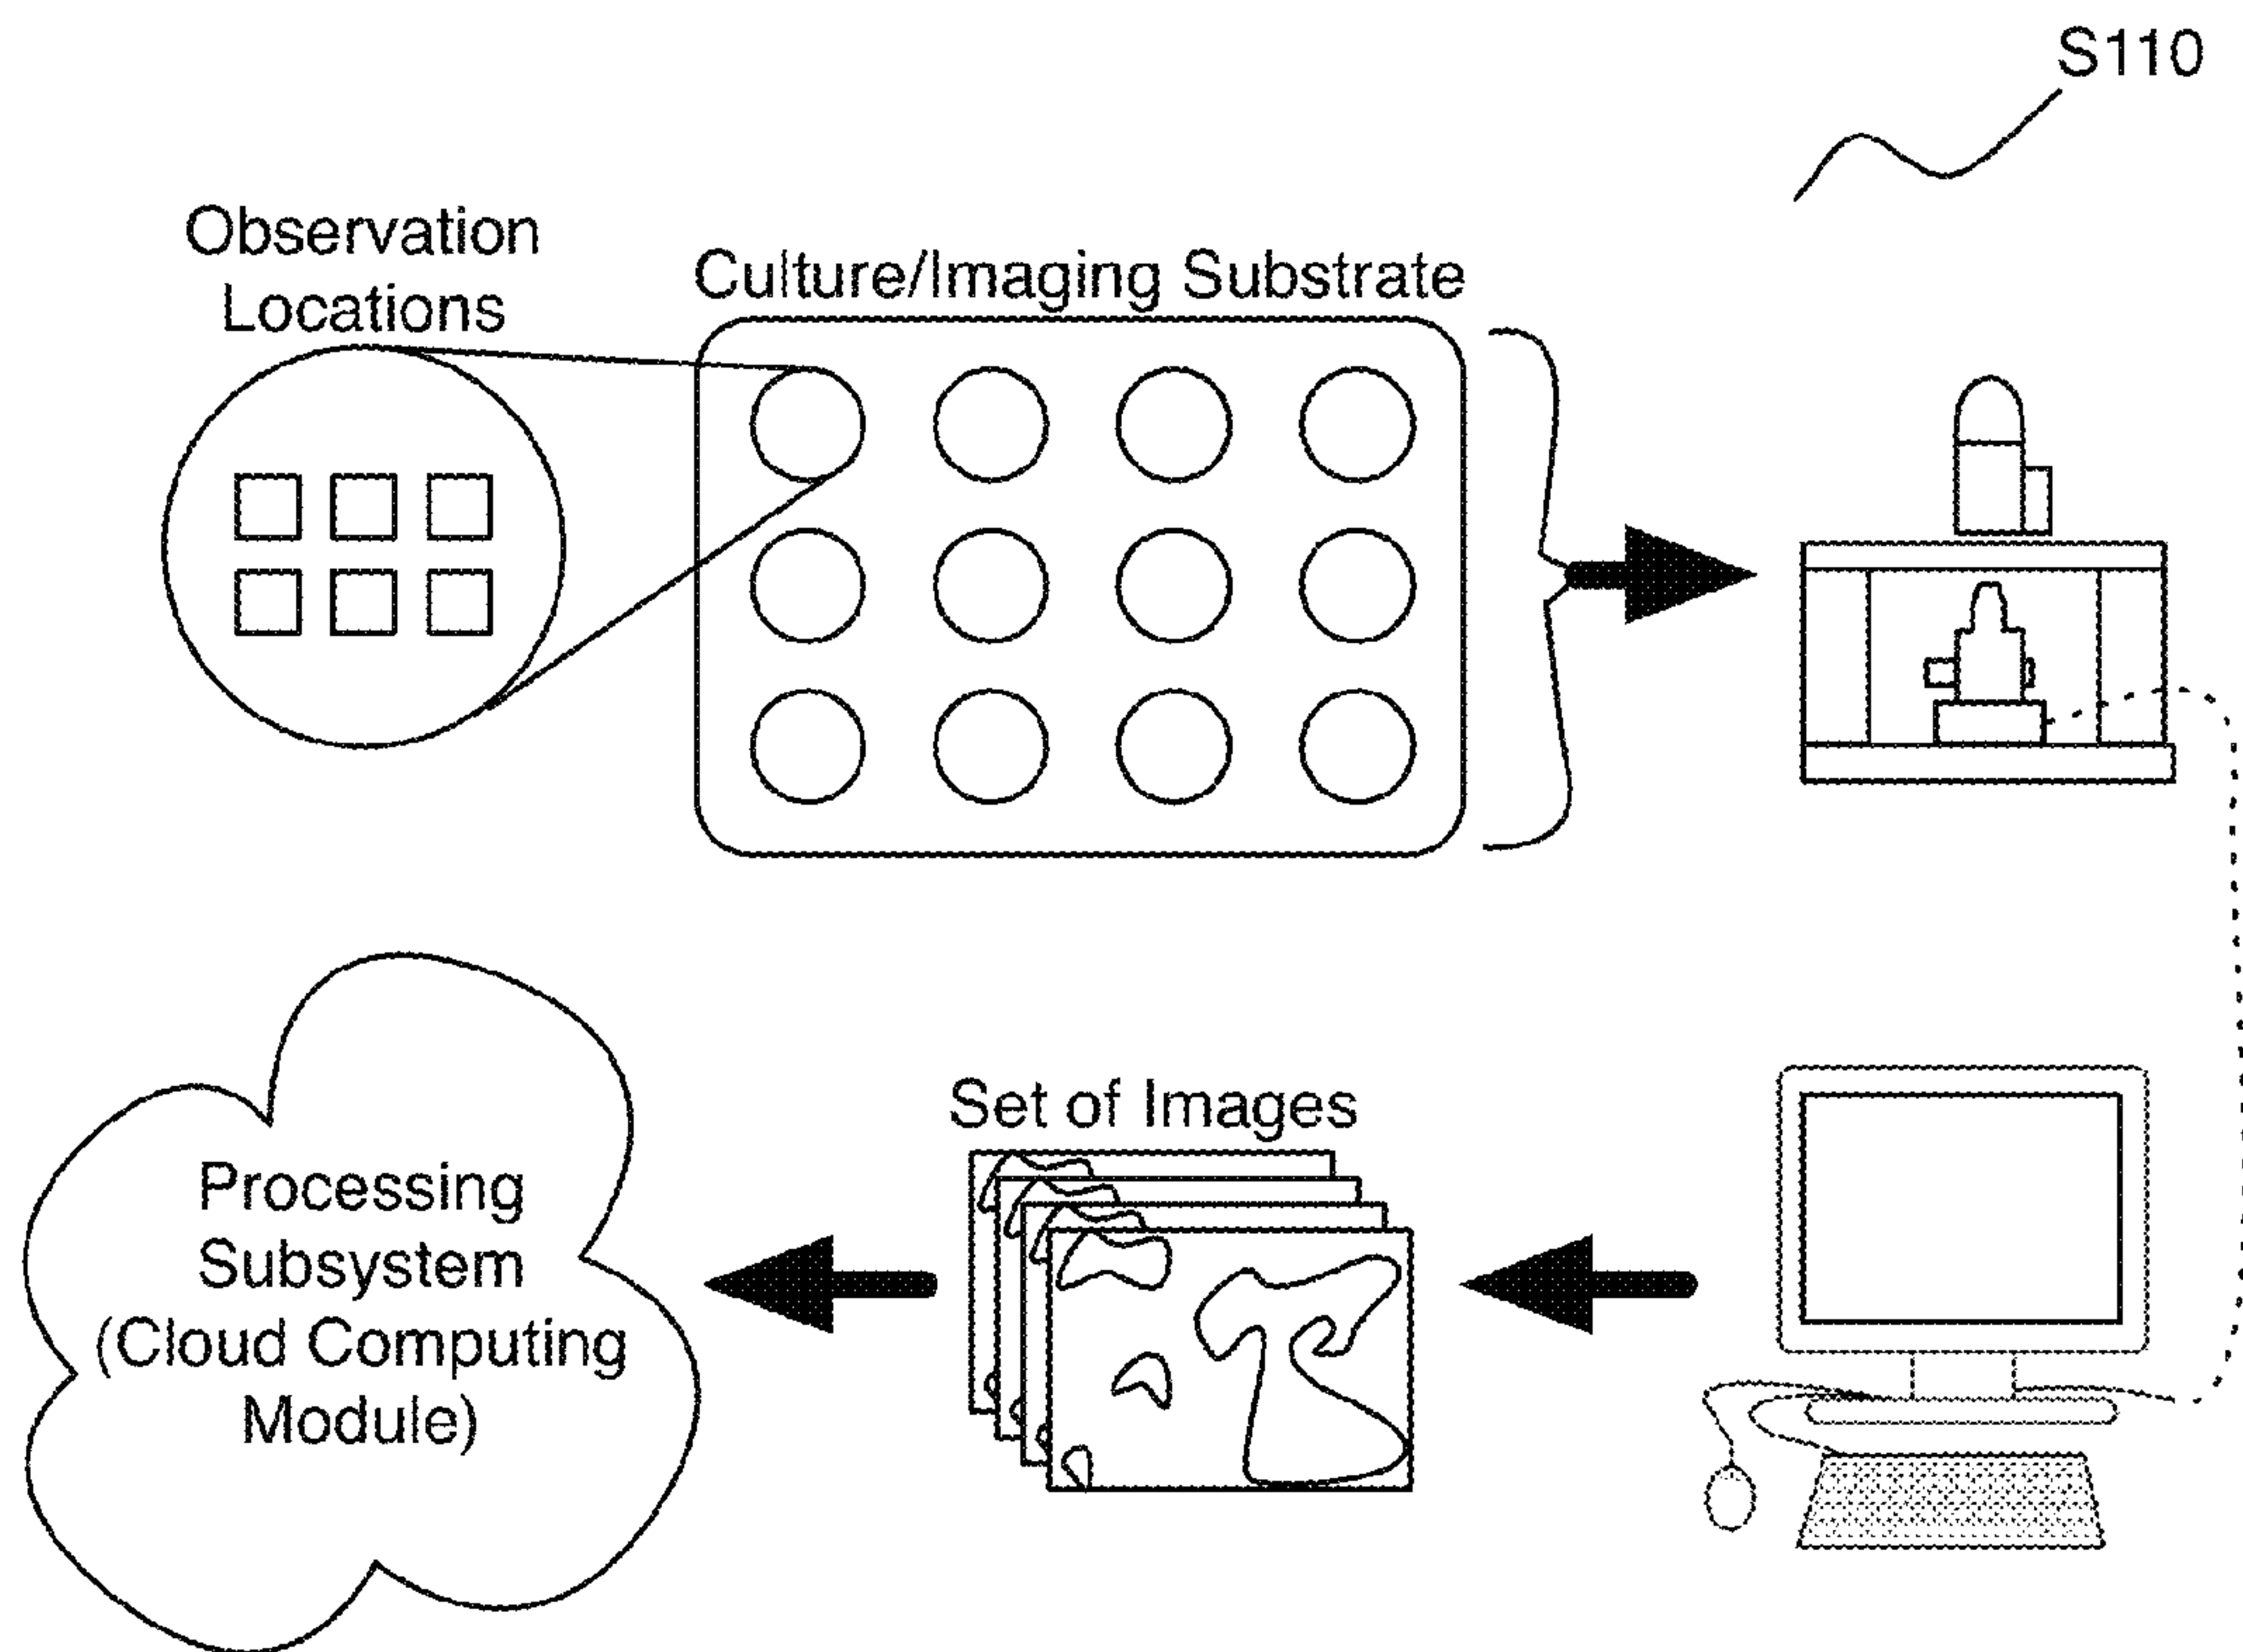 S110
Observation
Locations
Culture/Imaging Substrate
Set of Images
Processing
Subsystem
(Cloud Computing
Module)